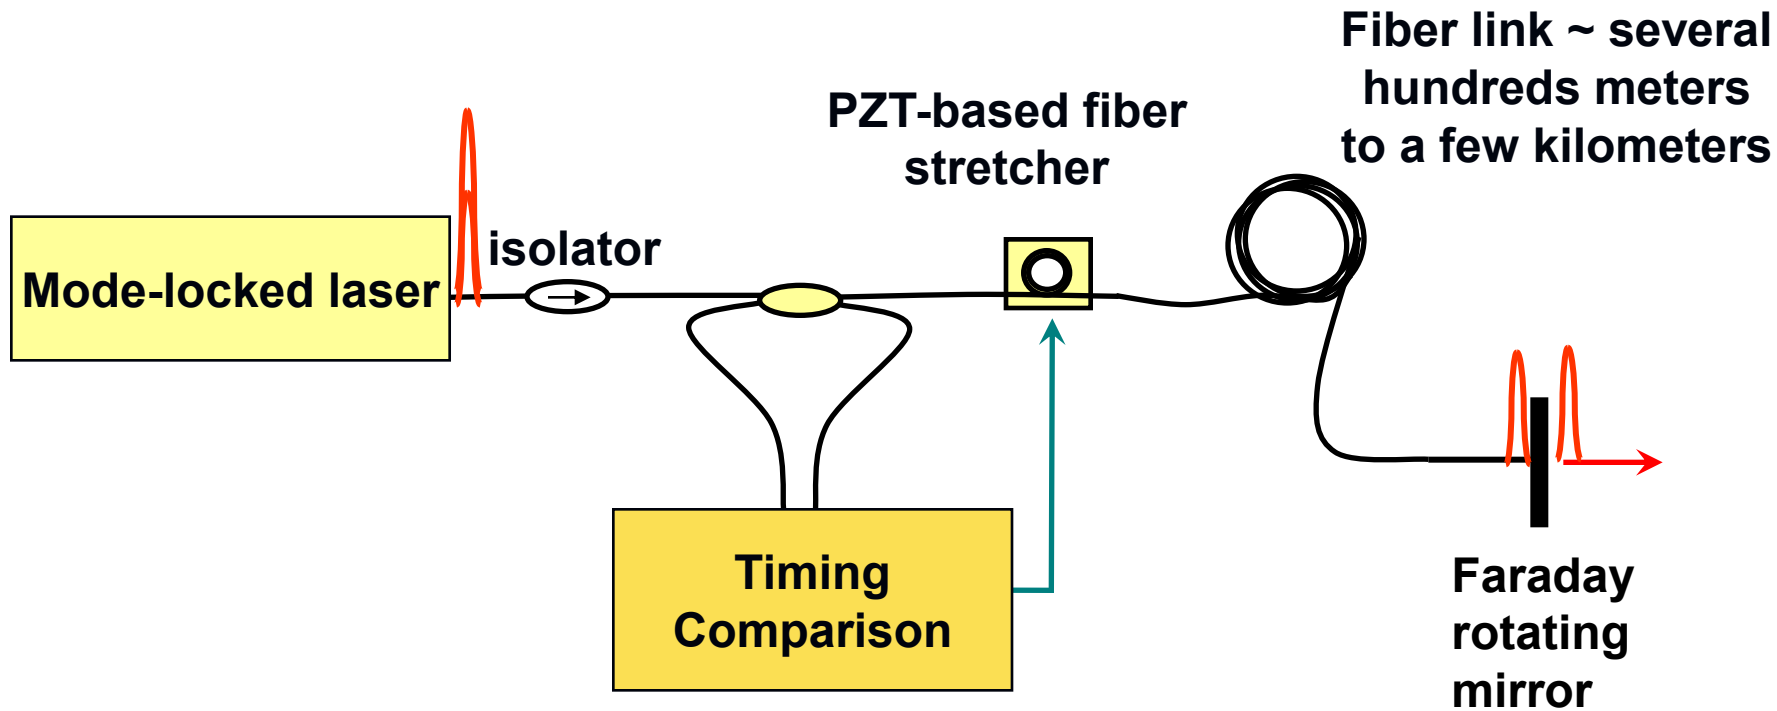 Fiber link ~ several
hundreds meters
to a few kilometers
PZT-based fiber
stretcher
isolator
Mode-locked laser
Timing
Comparison
Faraday
rotating
mirror